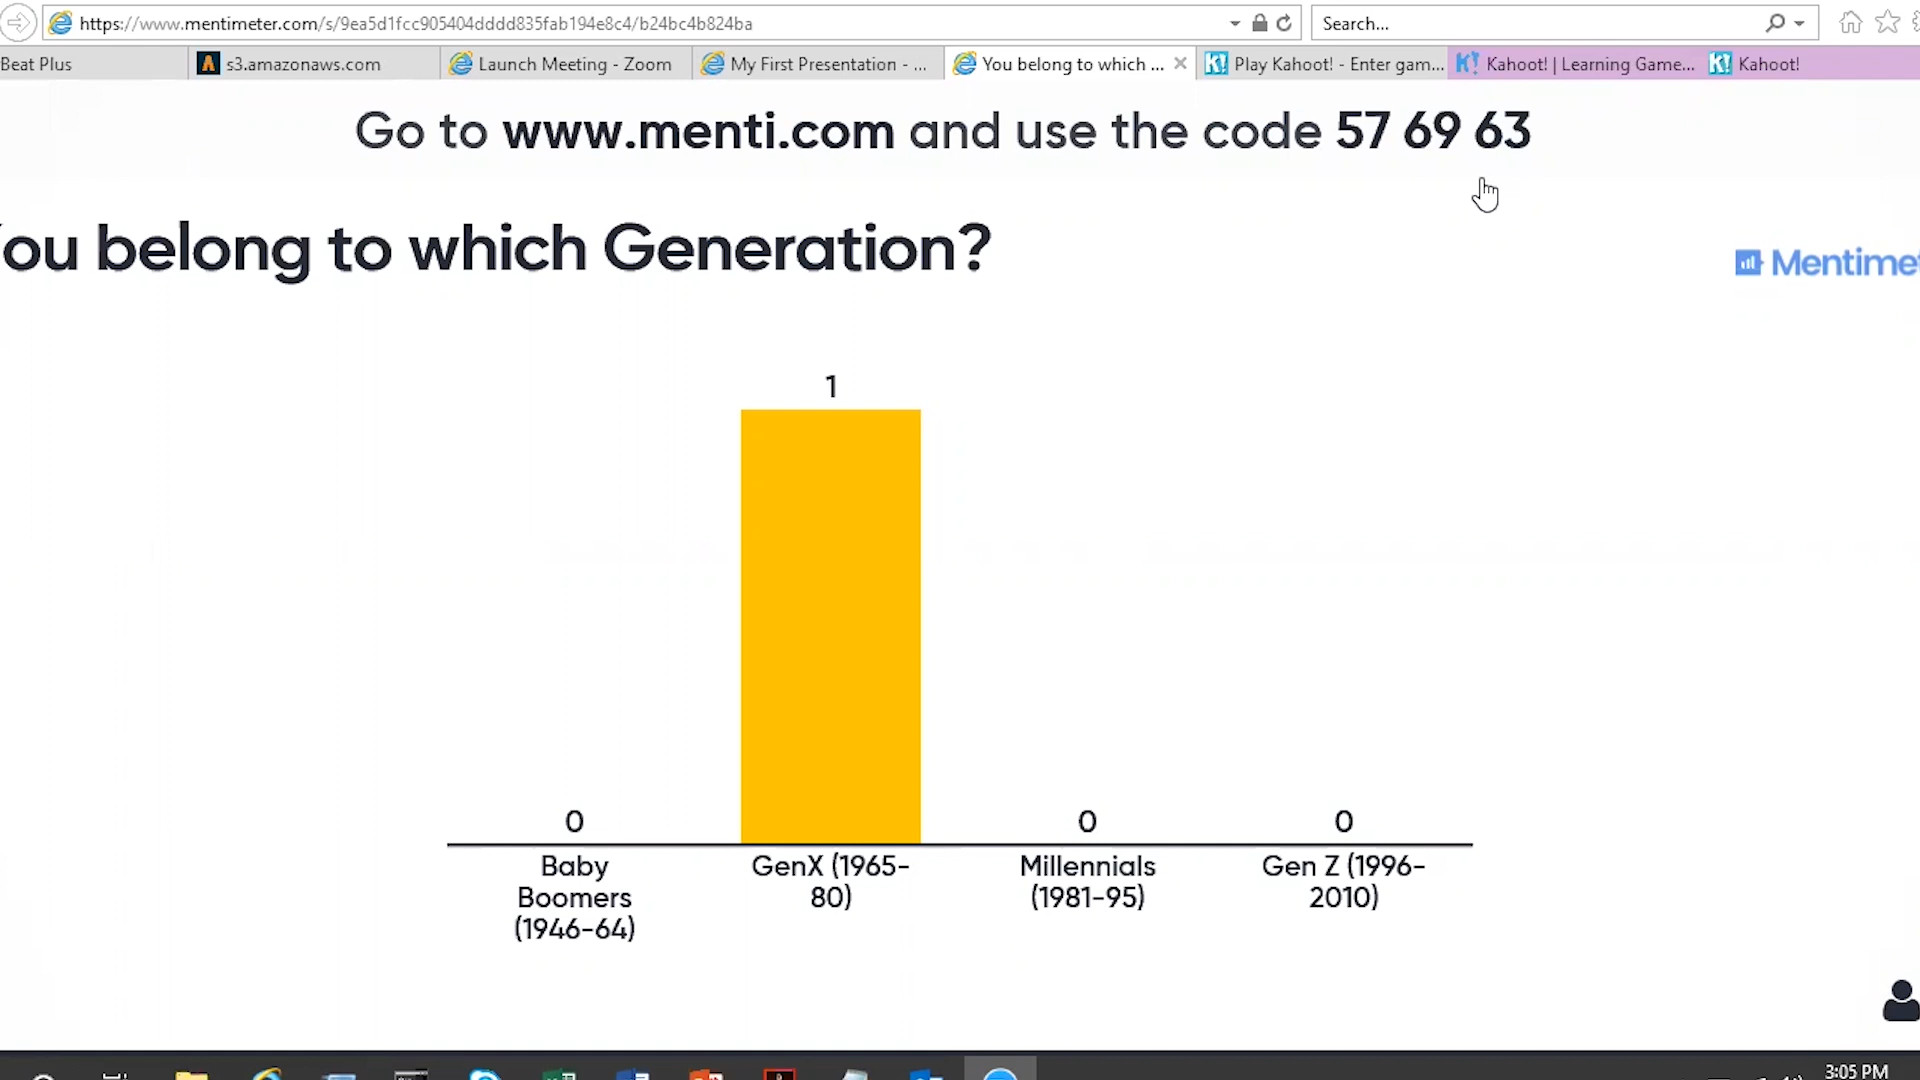 https://www.mentimeter.com/s/9ea5d1fcc905404dddd835fab194e8c4/b24bc4b824ba
Search...
Beat Plus
s3.amazonaws.com
Launch Meeting - Zoom
My First Presentation - ...
You belong to which ...
Play Kahoot! - Enter gam...
Kahoot! | Learning Game...
Kahoot!
Go to www.menti.com and use the code 57 69 63
ou belong to which Generation?
Mentime
1
0
0
0
Baby
Boomers
(1946-64)
GenX (1965-
80)
Millennials
(1981-95)
Gen Z (1996-
2010)
3:05 PM